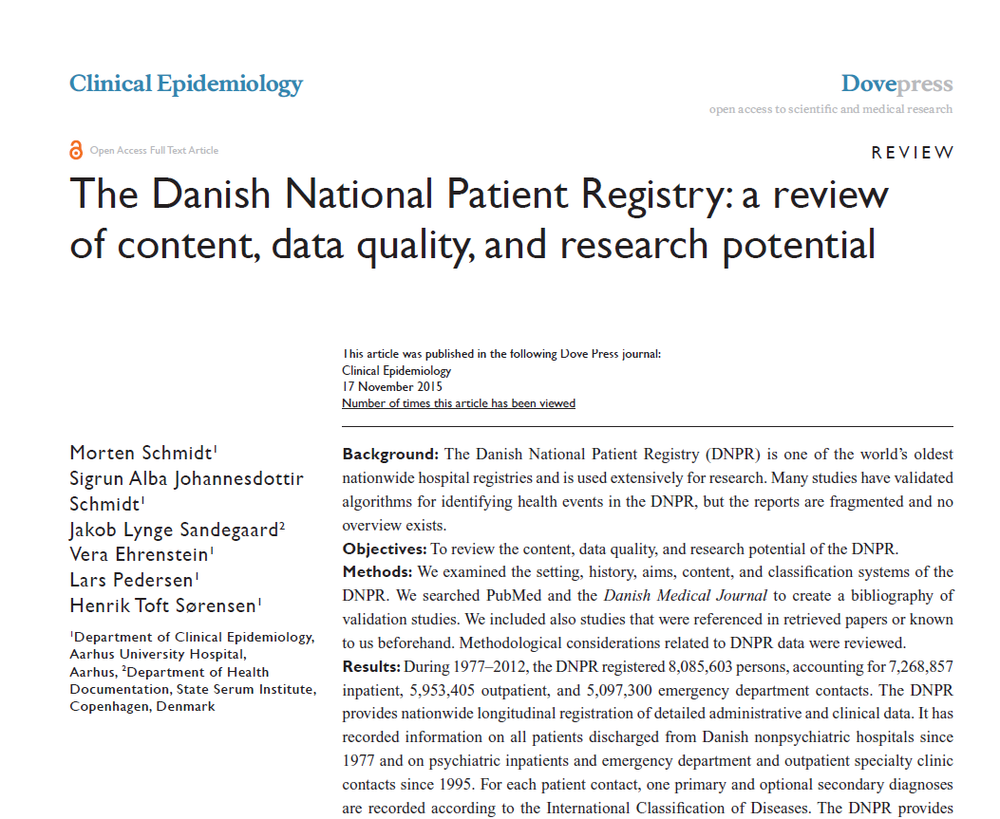 Clinical Epidemiology
Dovepress
open access to scientific and medical research
Open Access Full Text Article
REVIEW
The Danish National Patient Registry: a review
of content, data quality, and research potential
This article was published in the following Dove Press journal:
Clinical Epidemiology
17 November 2015
Number of times this article has been viewed
Morten Schmidt¹
Sigrun Alba Johannesdottir
Schmidt¹
Jakob Lynge Sandegaard²
Vera Ehrenstein¹
Lars Pedersen¹
Henrik Toft Sørensen¹
¹Department of Clinical Epidemiology,
Aarhus University Hospital,
Aarhus, ²Department of Health
Documentation, State Serum Institute,
Copenhagen, Denmark
Background: The Danish National Patient Registry (DNPR) is one of the world’s oldest
nationwide hospital registries and is used extensively for research. Many studies have validated
algorithms for identifying health events in the DNPR, but the reports are fragmented and no
overview exists.
Objectives: To review the content, data quality, and research potential of the DNPR.
Methods: We examined the setting, history, aims, content, and classification systems of the
DNPR. We searched PubMed and the Danish Medical Journal to create a bibliography of
validation studies. We included also studies that were referenced in retrieved papers or known
to us beforehand. Methodological considerations related to DNPR data were reviewed.
Results: During 1977–2012, the DNPR registered 8,085,603 persons, accounting for 7,268,857
inpatient, 5,953,405 outpatient, and 5,097,300 emergency department contacts. The DNPR
provides nationwide longitudinal registration of detailed administrative and clinical data. It has
recorded information on all patients discharged from Danish nonpsychiatric hospitals since
1977 and on psychiatric inpatients and emergency department and outpatient specialty clinic
contacts since 1995. For each patient contact, one primary and optional secondary diagnoses
are recorded according to the International Classification of Diseases. The DNPR provides